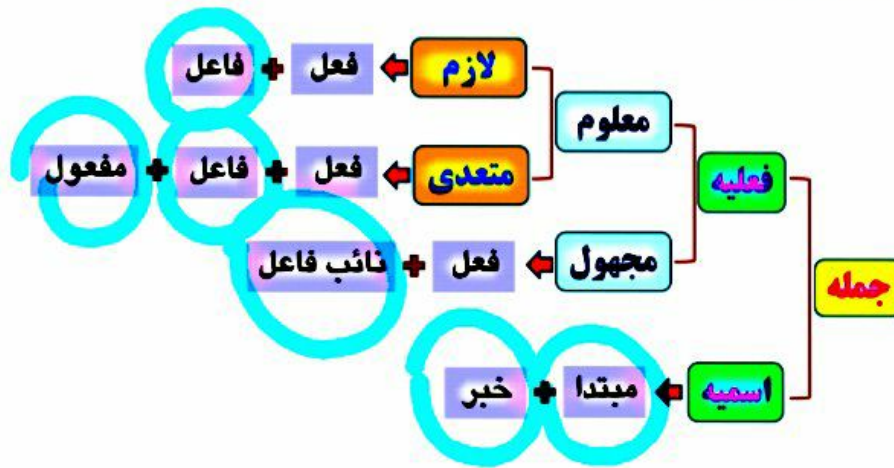 لازم فعل + فاعل
معلوم
متعدی فعل + فاعل + مفعول
فعلیه
مجهول فعل + نائب فاعل
جمله
اسمیه مبتدا + خبر